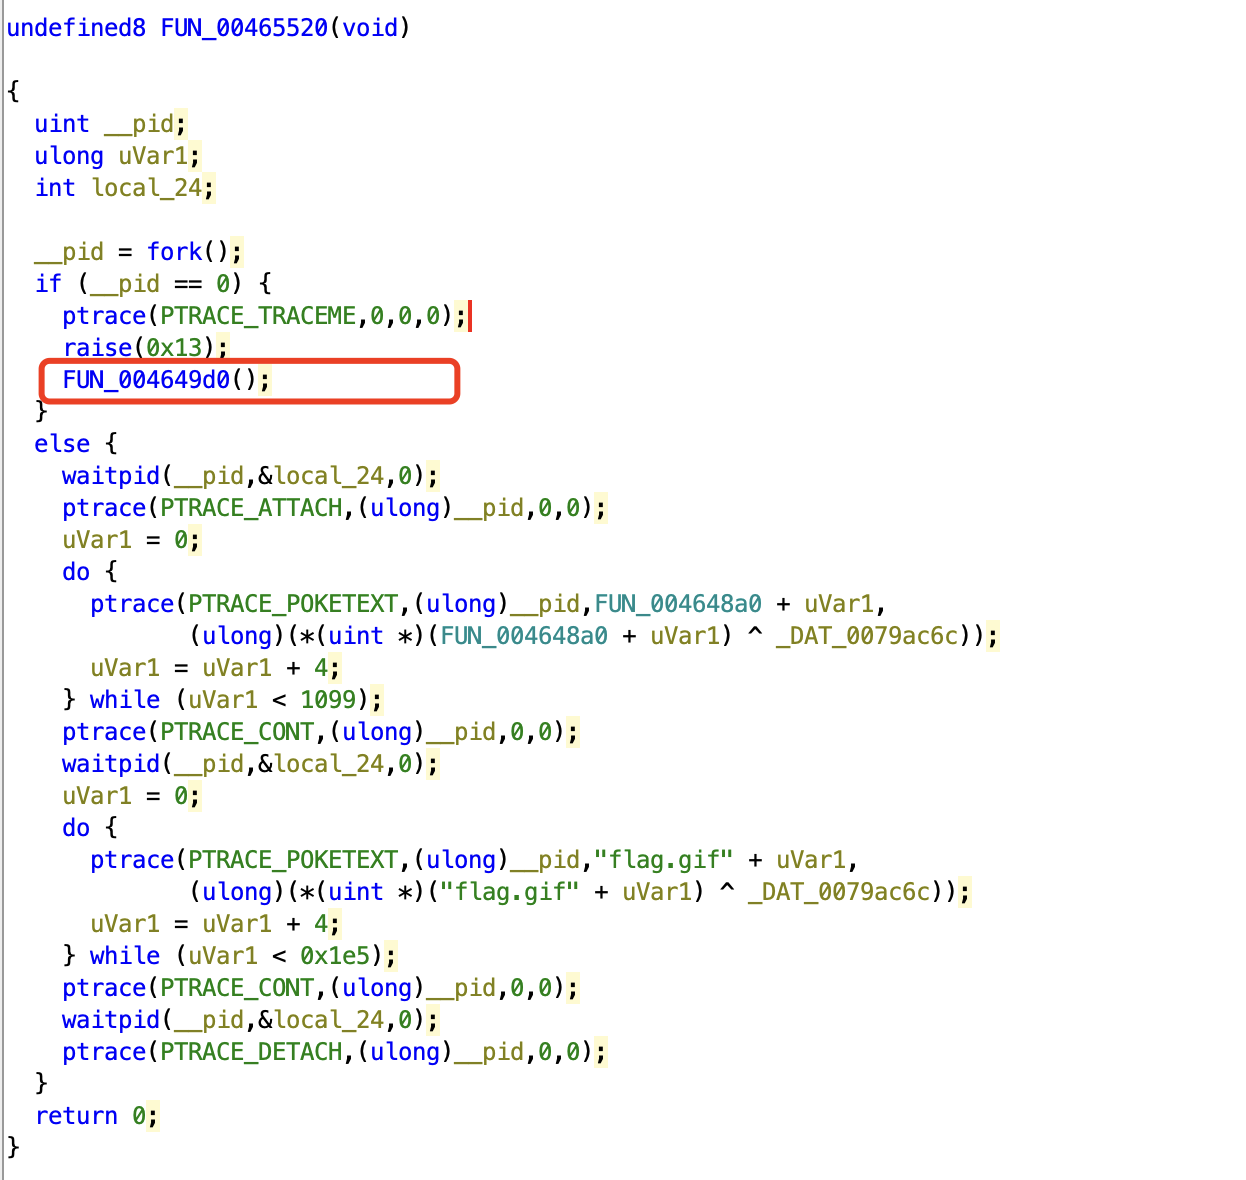 undefined8 FUN_00465520(void)
{
uint __pid;
ulong uVar1;
int local_24;
__pid = fork();
if (__pid == 0) {
ptrace(PTRACE_TRACEME,0,0,0);
raise(0x13);
FUN_004649d0();
}
else {
waitpid(__pid,&local_24,0);
ptrace(PTRACE_ATTACH,(ulong)__pid,0,0);
uVar1 = 0;
do {
ptrace(PTRACE_POKETEXT,(ulong)__pid,FUN_004648a0 + uVar1,
(ulong)(*(uint *)(FUN_004648a0 + uVar1) ^ _DAT_0079ac6c));
uVar1 = uVar1 + 4;
} while (uVar1 < 1099);
ptrace(PTRACE_CONT,(ulong)__pid,0,0);
waitpid(__pid,&local_24,0);
uVar1 = 0;
do {
ptrace(PTRACE_POKETEXT,(ulong)__pid,"flag.gif" + uVar1,
(ulong)(*(uint *)("flag.gif" + uVar1) ^ _DAT_0079ac6c));
uVar1 = uVar1 + 4;
} while (uVar1 < 0x1e5);
ptrace(PTRACE_CONT,(ulong)__pid,0,0);
waitpid(__pid,&local_24,0);
ptrace(PTRACE_DETACH,(ulong)__pid,0,0);
}
return 0;
}